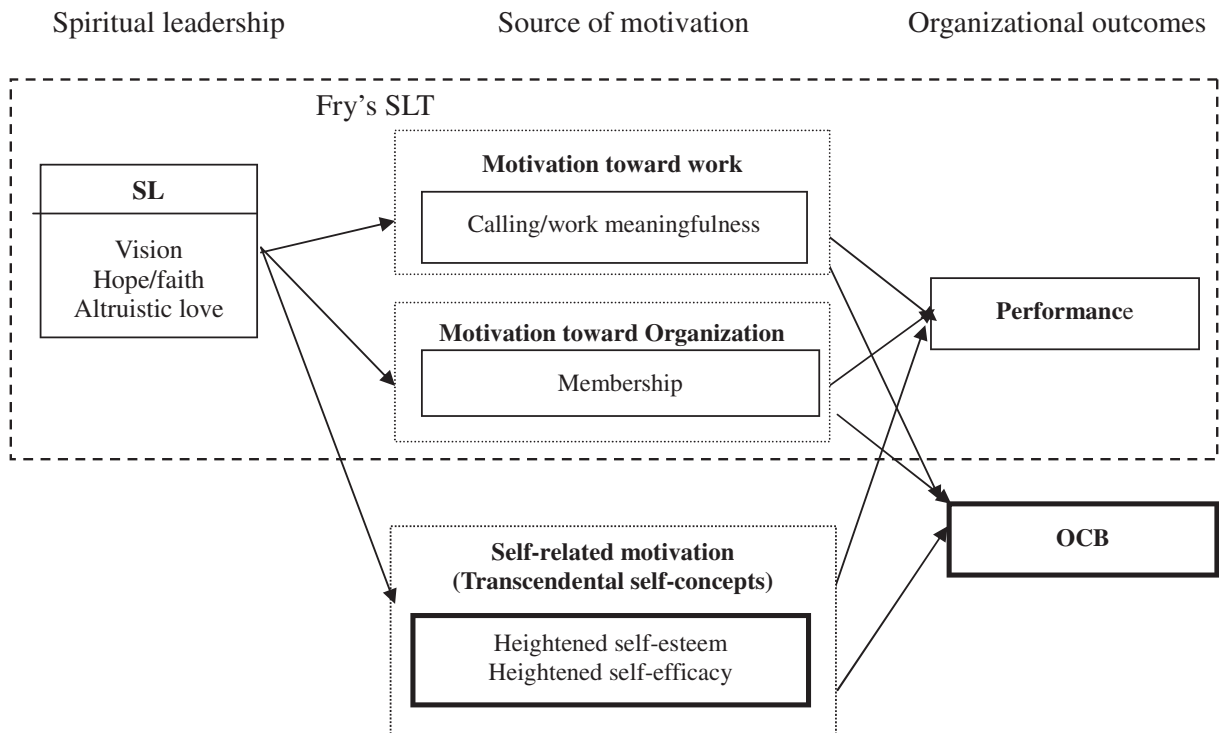 Spiritual leadership
Source of motivation
Organizational outcomes
Fry's SLT
SL
Vision
Hope/faith
Altruistic love
Motivation toward work
Calling/work meaningfulness
Motivation toward Organization
Membership
Self-related motivation
(Transcendental self-concepts)
Heightened self-esteem
Heightened self-efficacy
Performance
OCB